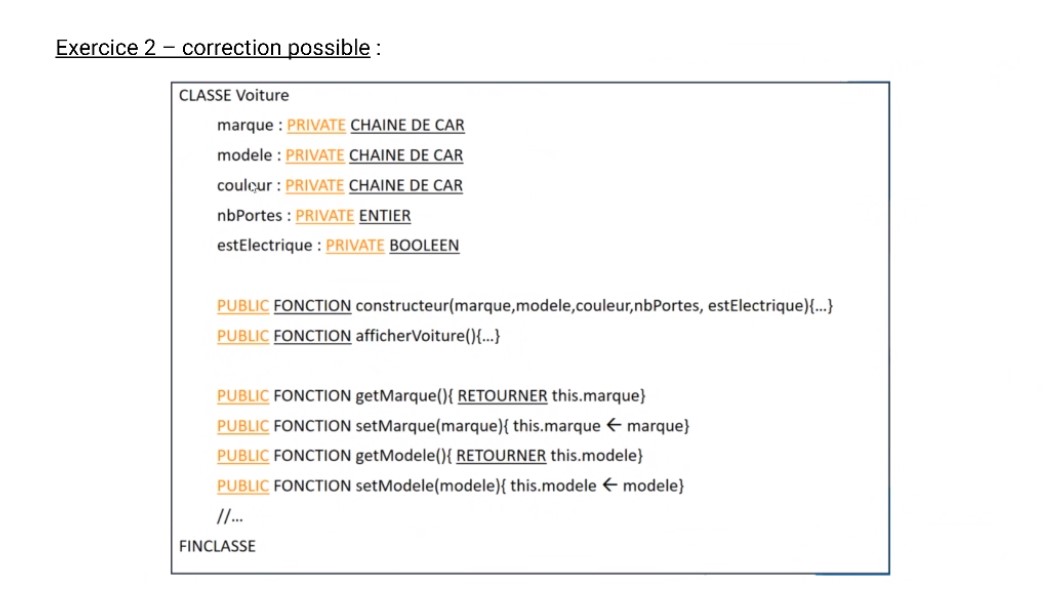 Exercice 2 – correction possible :
CLASSE Voiture
marque : PRIVATE CHAINE DE CAR
modele : PRIVATE CHAINE DE CAR
couleur : PRIVATE CHAINE DE CAR
nbPortes : PRIVATE ENTIER
estElectrique : PRIVATE BOOLEEN
PUBLIC FONCTION constructeur(marque,modele,couleur,nbPortes, estElectrique){...}
PUBLIC FONCTION afficherVoiture(){...}
PUBLIC FONCTION getMarque(){ RETOURNER this.marque}
PUBLIC FONCTION setMarque(marque){ this.marque ← marque}
PUBLIC FONCTION getModele(){ RETOURNER this.modele}
PUBLIC FONCTION setModele(modele){ this.modele ← modele}
//...
FINCLASSE